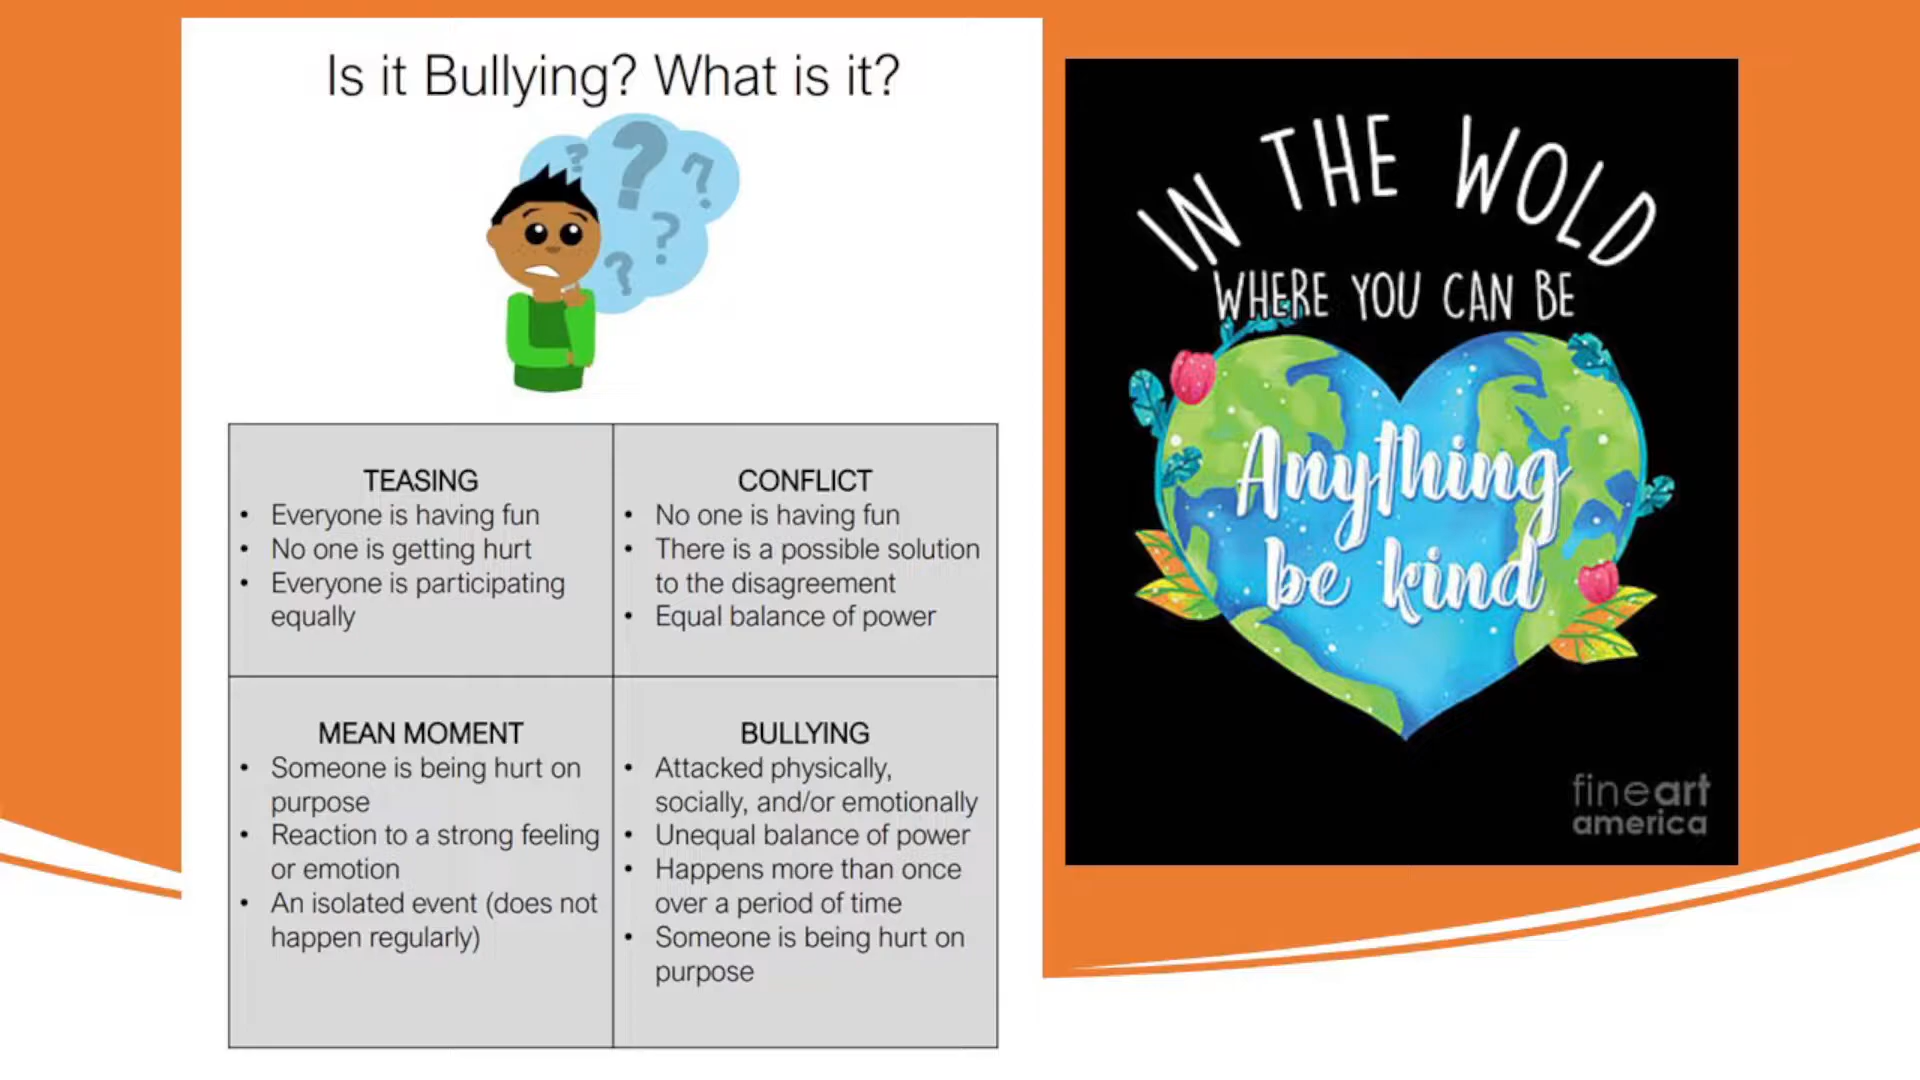 Is it Bullying? What is it?
? ? ? ? ?
TEASING
• Everyone is having fun
• No one is getting hurt
• Everyone is participating
equally
CONFLICT
• No one is having fun
• There is a possible solution
to the disagreement
• Equal balance of power
MEAN MOMENT
• Someone is being hurt on
purpose
• Reaction to a strong feeling
or emotion
• An isolated event (does not
happen regularly)
BULLYING
• Attacked physically,
socially, and/or emotionally
• Unequal balance of power
• Happens more than once
over a period of time
• Someone is being hurt on
purpose
IN THE WOLD
WHERE YOU CAN BE
Anything
be kind
fineart
america